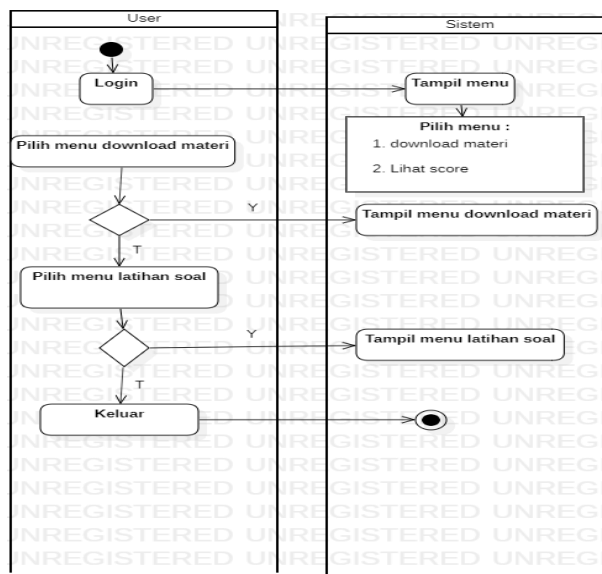 User
Sistem
Login
Tampil menu
Pilih menu :
1. download materi
2. Lihat score
Pilih menu download materi
Y
Tampil menu download materi
T
Pilih menu latihan soal
Y
Tampil menu latihan soal
T
Keluar
UNREGISTERED